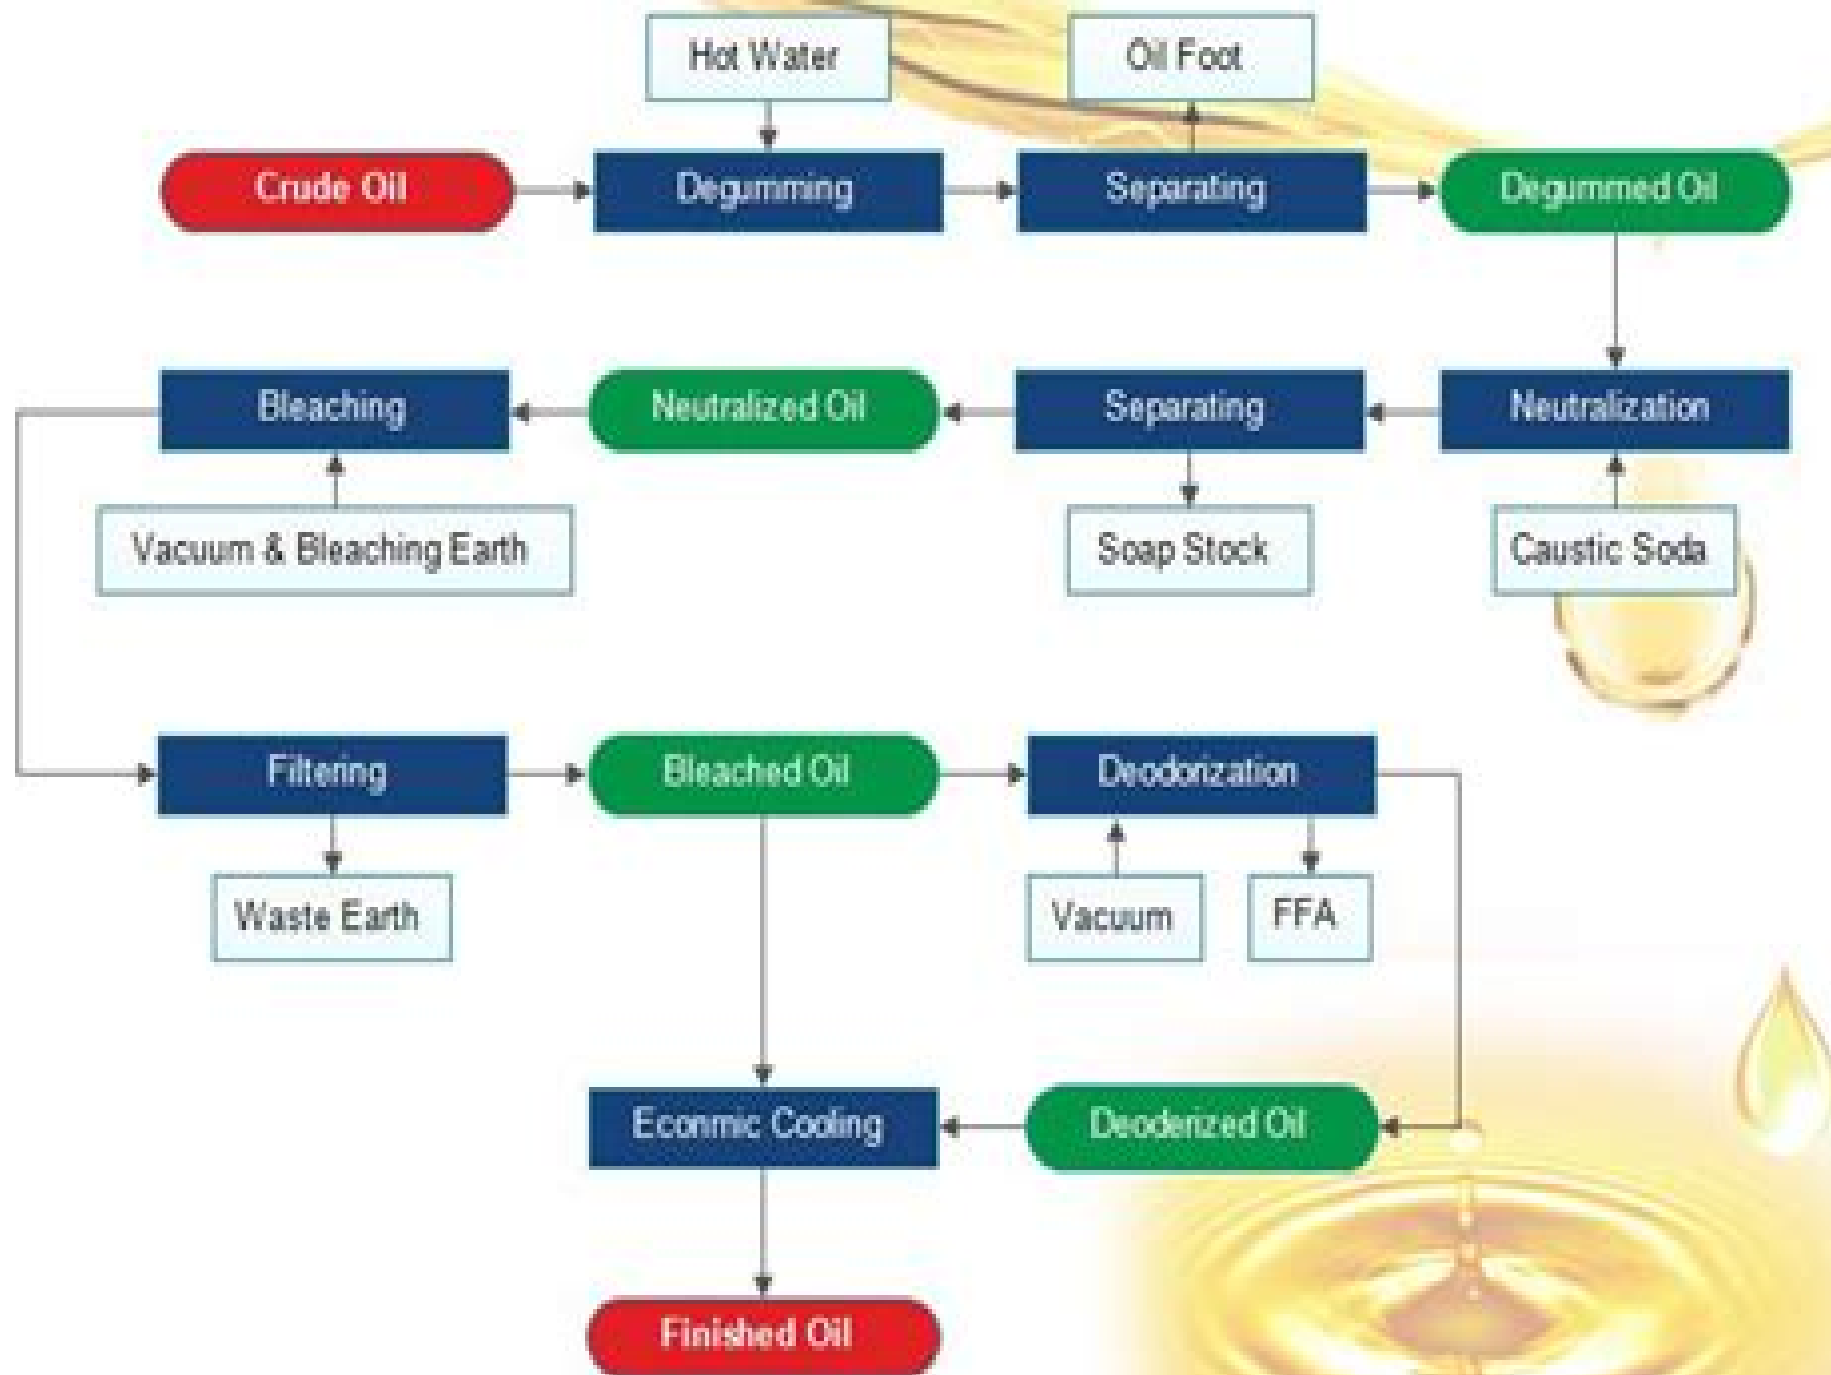 Hot Water
Oil Foot
Crude Oil
Degumming
Separating
Degummed Oil
Bleaching
Neutralized Oil
Separating
Neutralization
Vacuum & Bleaching Earth
Soap Stock
Caustic Soda
Filtering
Bleached Oil
Deodorization
Waste Earth
Vacuum
FFA
Econmic Cooling
Deoderized Oil
Finished Oil